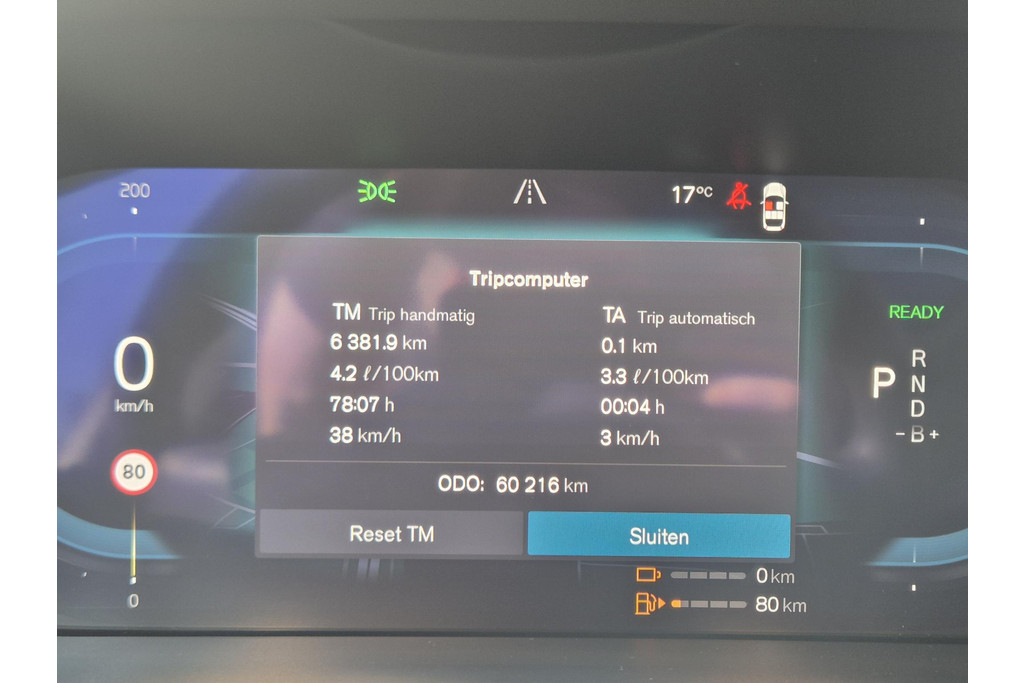 200
17°C
Tripcomputer
TM Trip handmatig
6 381.9 km
4.2 ℓ/100km
78:07 h
38 km/h
TA Trip automatisch
0.1 km
3.3 ℓ/100km
00:04 h
3 km/h
ODO: 60 216 km
Reset TM
Sluiten
0
km/h
80
0
READY
P
R
N
D
- B +
0 km
80 km